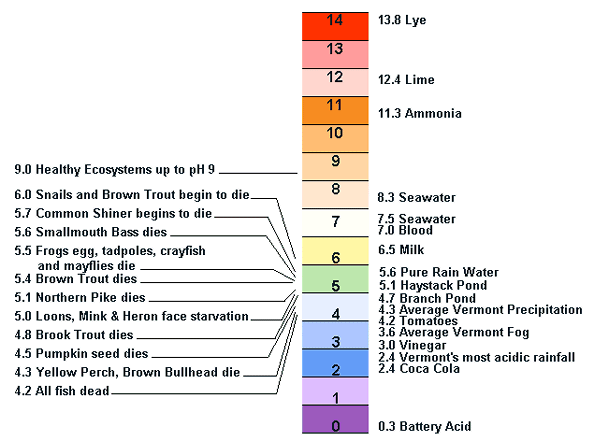 14
13.8 Lye
13
12
12.4 Lime
11
11.3 Ammonia
10
9
9.0 Healthy Ecosystems up to pH 9
8
8.3 Seawater
6.0 Snails and Brown Trout begin to die
5.7 Common Shiner begins to die
7
7.5 Seawater
7.0 Blood
5.6 Smallmouth Bass dies
6
6.5 Milk
5.5 Frogs egg, tadpoles, crayfish
and mayflies die
5.4 Brown Trout dies
5
5.6 Pure Rain Water
5.1 Haystack Pond
5.1 Northern Pike dies
4.7 Branch Pond
5.0 Loons, Mink & Heron face starvation
4
4.3 Average Vermont Precipitation
4.2 Tomatoes
4.8 Brook Trout dies
3.6 Average Vermont Fog
3
3.0 Vinegar
4.5 Pumpkin seed dies
2.4 Vermont's most acidic rainfall
4.3 Yellow Perch, Brown Bullhead die
2
2.4 Coca Cola
4.2 All fish dead
1
0
0.3 Battery Acid